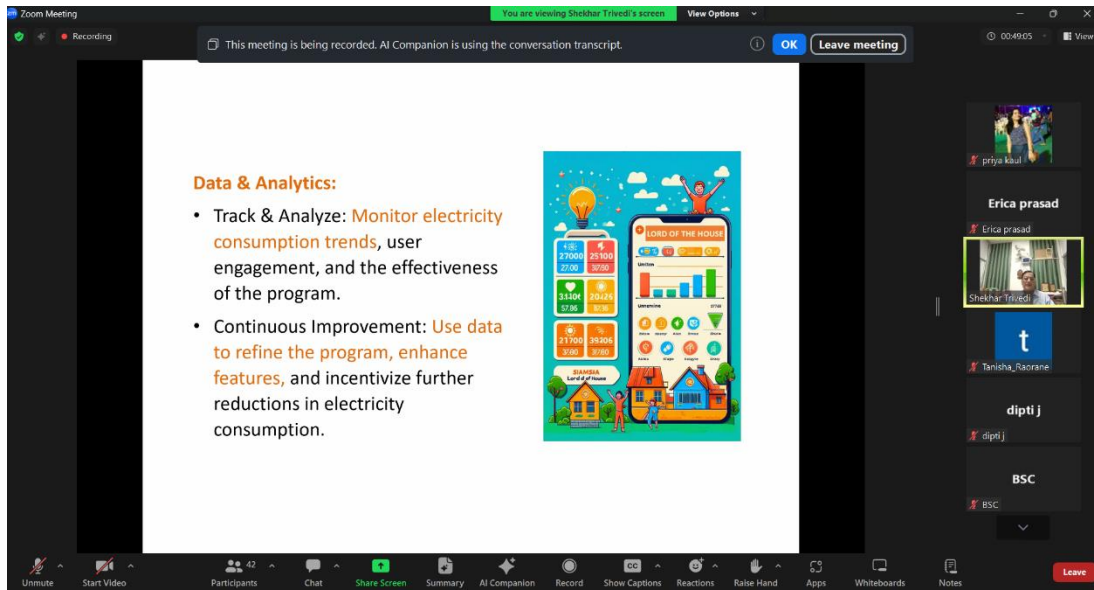 Zoom Meeting
You are viewing Shekhar Trivedi's screen
View Options
Recording
This meeting is being recorded. AI Companion is using the conversation transcript.
OK
Leave meeting
00:49:05
View
Data & Analytics:
• Track & Analyze: Monitor electricity
consumption trends, user
engagement, and the effectiveness
of the program.
• Continuous Improvement: Use data
to refine the program, enhance
features, and incentivize further
reductions in electricity
consumption.
LORD OF THE HOUSE
27000
25100
priya kaul
Erica prasad
Erica prasad
Shekhar Trivedi
t
Tanisha_Raorane
dipti j
dipti j
BSC
BSC
Unmute
Start Video
42
Participants
Chat
Share Screen
Summary
AI Companion
Record
CC
Show Captions
Reactions
Raise Hand
Apps
Whiteboards
Notes
Leave